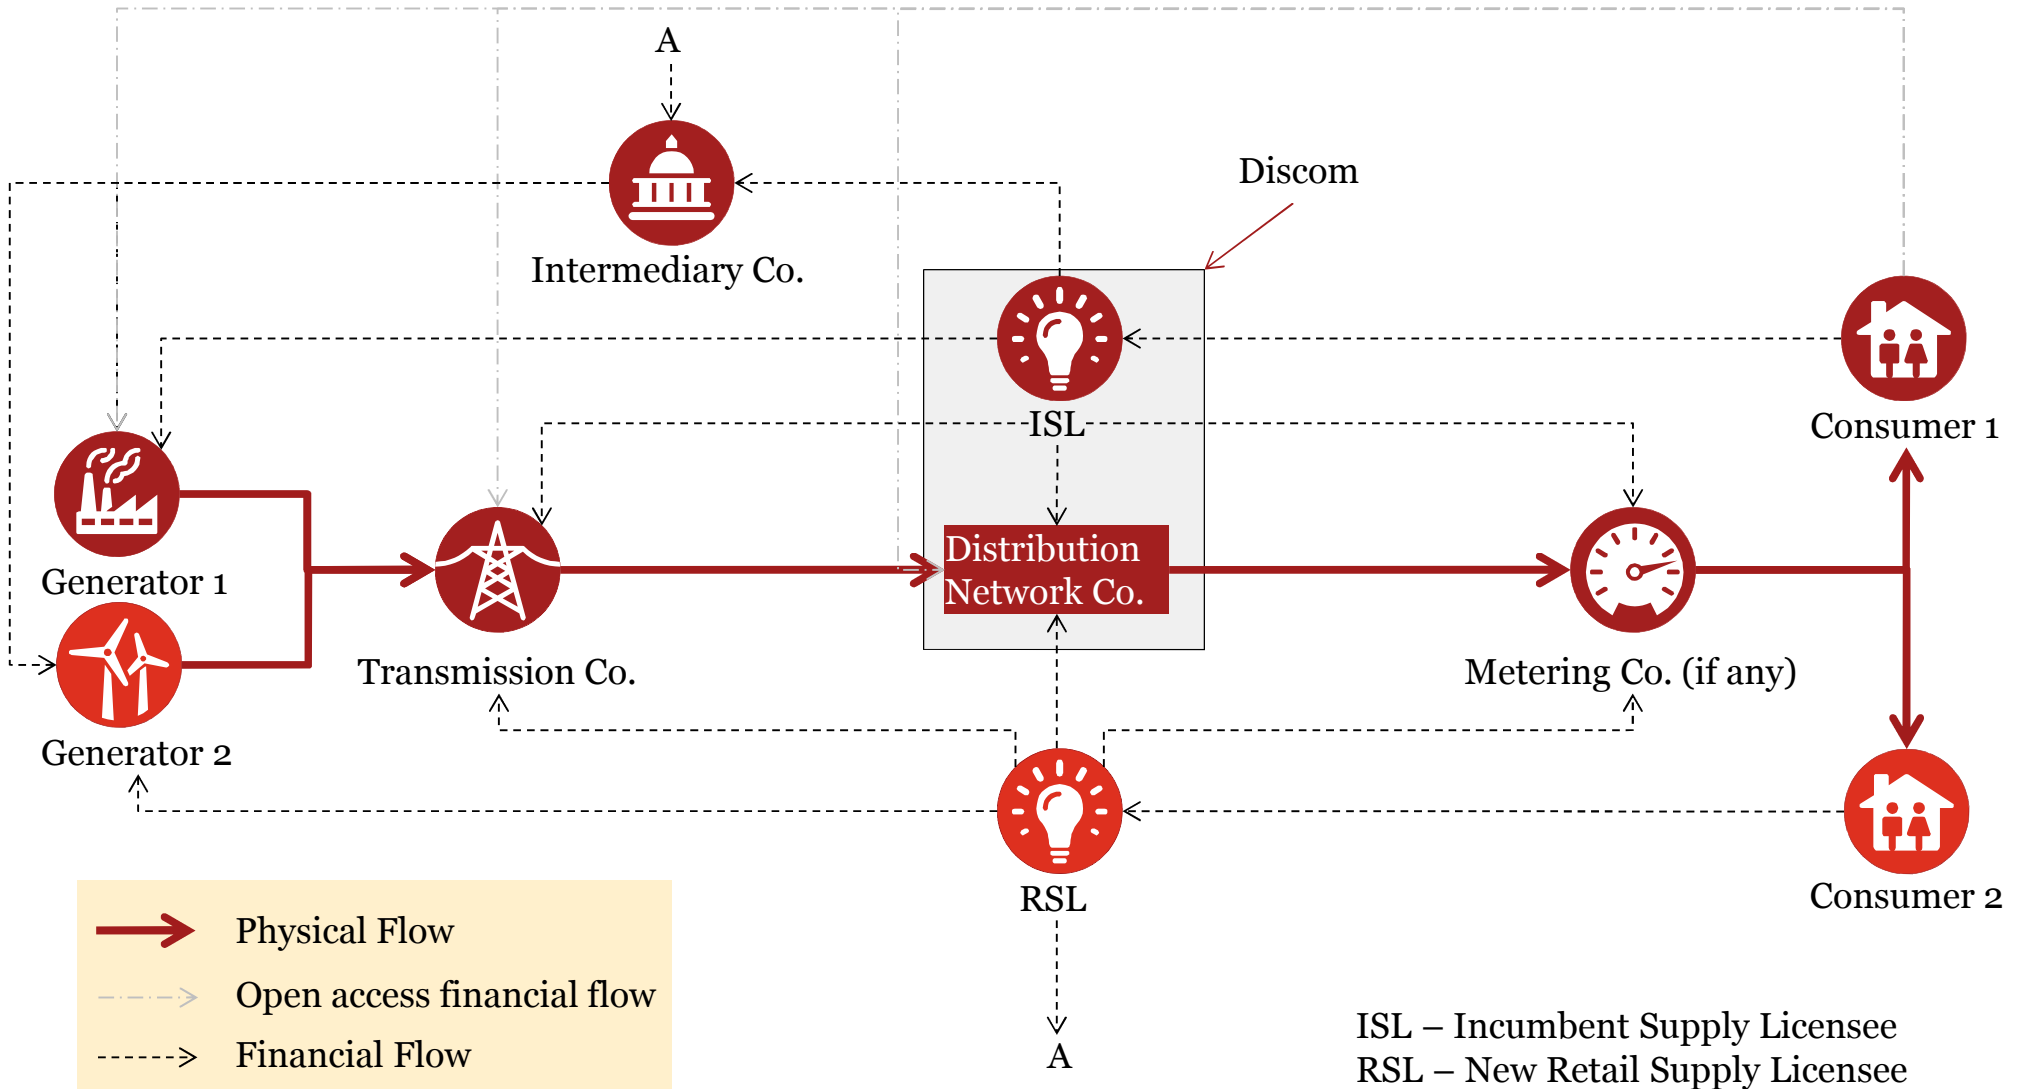 A
Discom
Intermediary Co.
ISL
Consumer 1
Distribution
Network Co.
Generator 1
Transmission Co.
Metering Co. (if any)
Generator 2
RSL
Consumer 2
Physical Flow
Open access financial flow
Financial Flow
A
ISL – Incumbent Supply Licensee
RSL – New Retail Supply Licensee